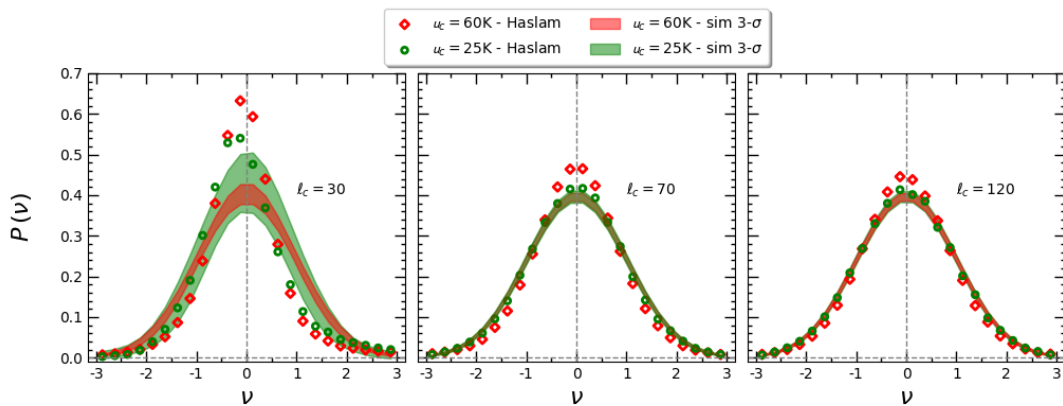 u_c = 60K - Haslam
u_c = 25K - Haslam
u_c = 60K - sim 3-σ
u_c = 25K - sim 3-σ
P(ν)
0.7
0.6
0.5
0.4
0.3
0.2
0.1
0.0
ℓ_c = 30
-3 -2 -1 0 1 2 3
ν
ℓ_c = 70
-3 -2 -1 0 1 2 3
ν
ℓ_c = 120
-3 -2 -1 0 1 2 3
ν